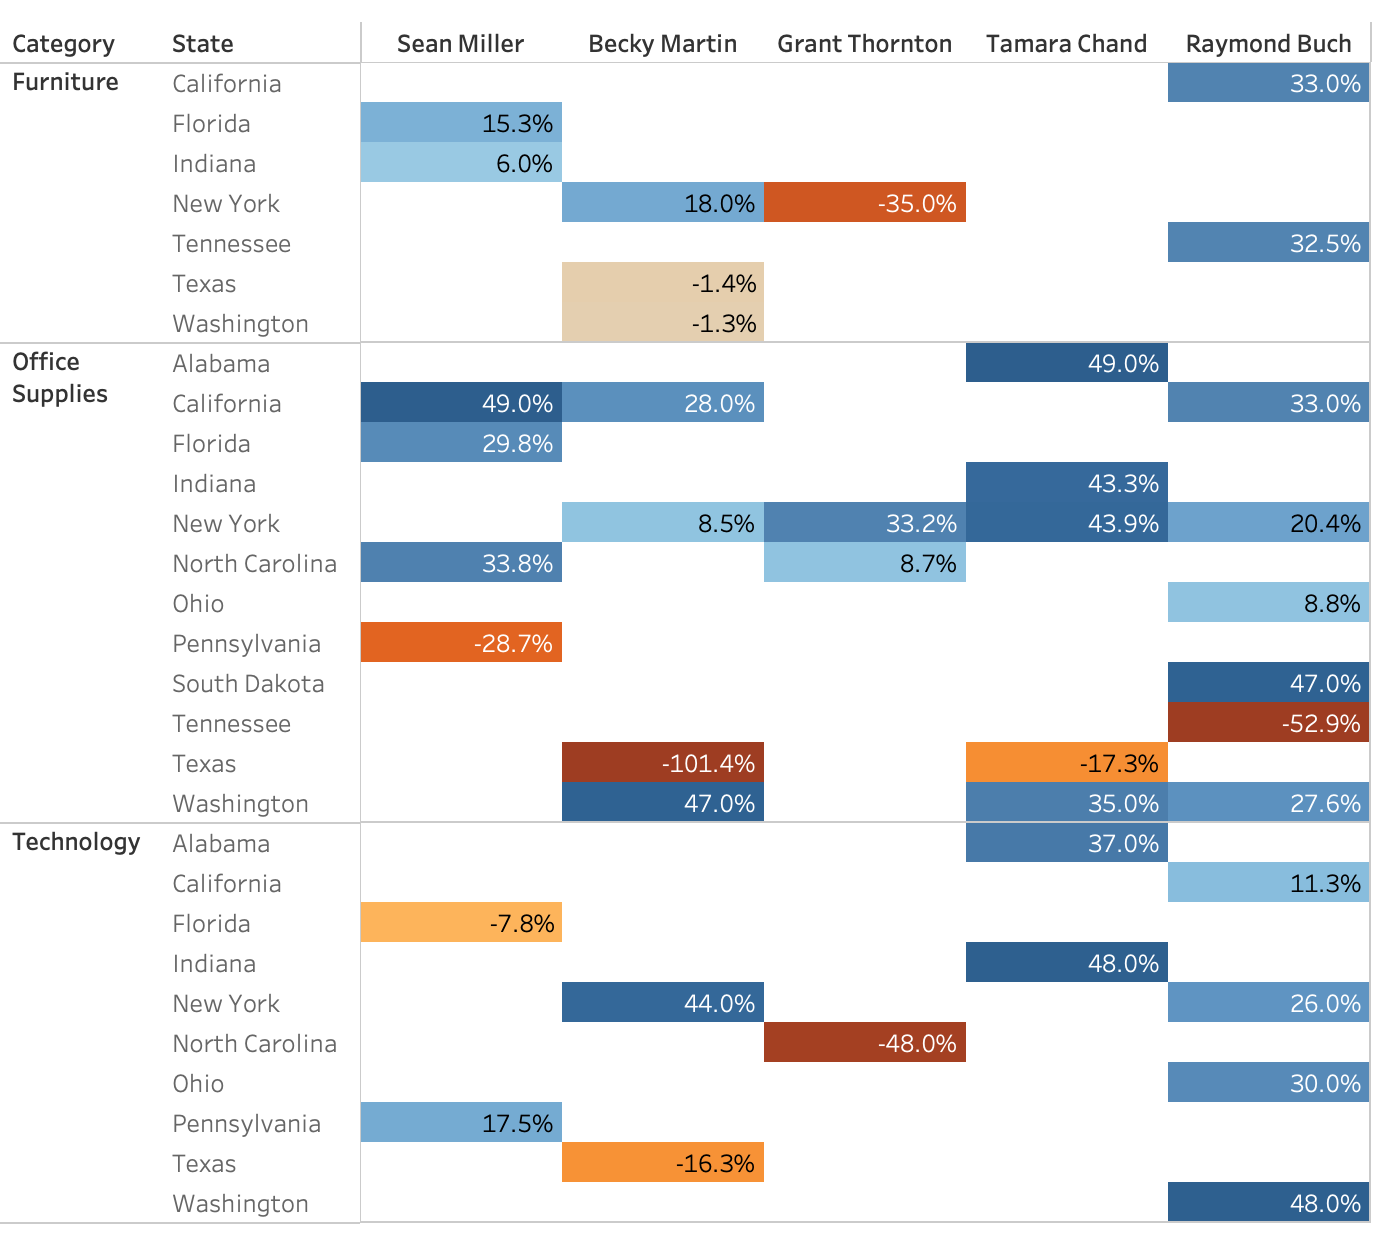 Category State Sean Miller Becky Martin Grant Thornton Tamara Chand Raymond Buch
Furniture California 33.0%
Florida 15.3%
Indiana 6.0%
New York 18.0% -35.0%
Tennessee 32.5%
Texas -1.4%
Washington -1.3%
Office Alabama 49.0%
Supplies California 49.0% 28.0% 33.0%
Florida 29.8%
Indiana 43.3%
New York 8.5% 33.2% 43.9% 20.4%
North Carolina 33.8% 8.7%
Ohio 8.8%
Pennsylvania -28.7%
South Dakota 47.0%
Tennessee -52.9%
Texas -101.4% -17.3%
Washington 47.0% 35.0% 27.6%
Technology Alabama 37.0%
California 11.3%
Florida -7.8%
Indiana 48.0%
New York 44.0% 26.0%
North Carolina -48.0%
Ohio 30.0%
Pennsylvania 17.5%
Texas -16.3%
Washington 48.0%